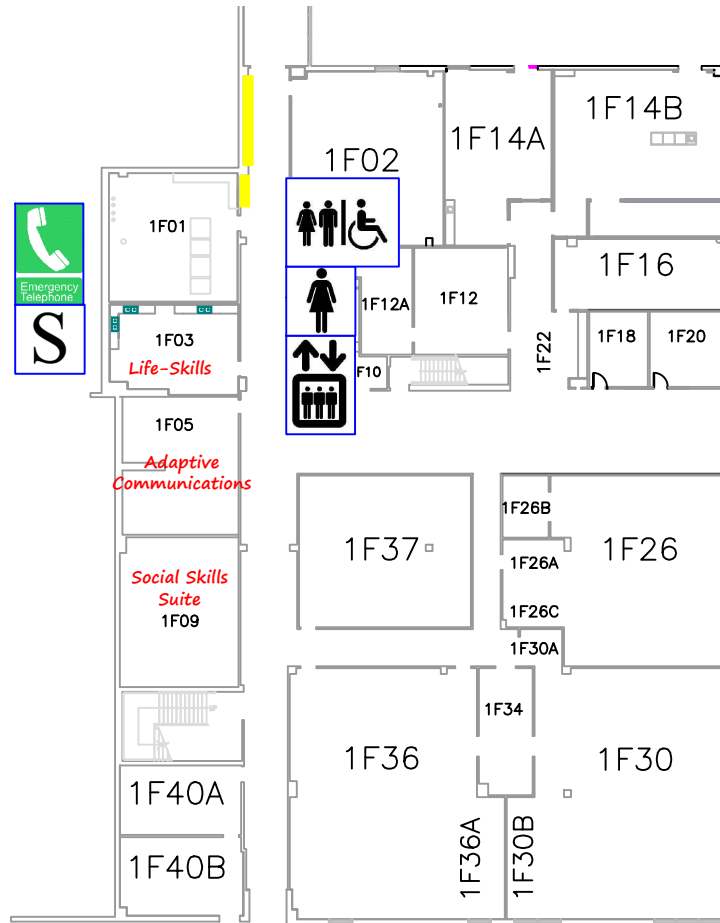 1F14B
1F14A
1F02
1F01
1F16
Emergency
Telephone
S
1F12A
1F12
1F03
Life-Skills
1F18
1F20
1F22
F10
1F05
Adaptive
Communications
1F26B
1F37
1F26
1F26A
Social Skills
Suite
1F09
1F26C
1F30A
1F34
1F36
1F30
1F40A
1F36A
1F30B
1F40B